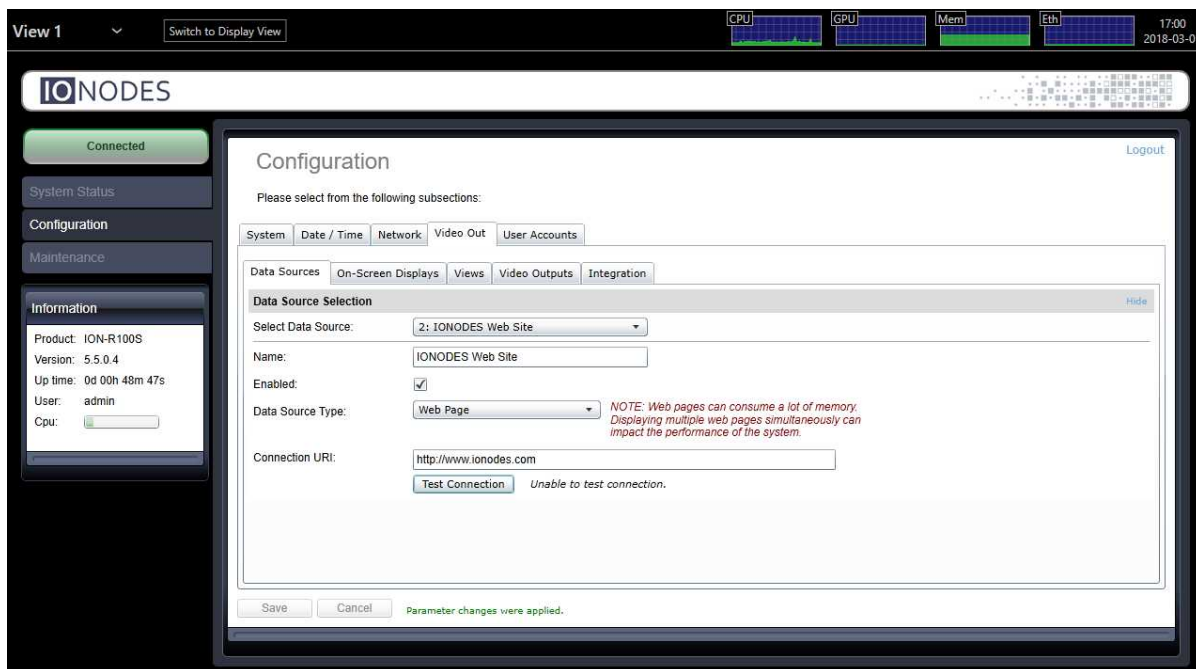 View 1
Switch to Display View
CPU
GPU
Mem
Eth
17:00
2018-03-0
IONODES
Connected
System Status
Configuration
Maintenance
Information
Product: ION-R100S
Version: 5.5.0.4
Up time: 0d 00h 48m 47s
User: admin
Cpu:
Configuration
Logout
Please select from the following subsections:
System Date / Time Network Video Out User Accounts
Data Sources On-Screen Displays Views Video Outputs Integration
Data Source Selection Hide
Select Data Source: 2: IONODES Web Site
Name: IONODES Web Site
Enabled:
Data Source Type: Web Page
NOTE: Web pages can consume a lot of memory.
Displaying multiple web pages simultaneously can
impact the performance of the system.
Connection URI: http://www.ionodes.com
Test Connection Unable to test connection.
Save Cancel Parameter changes were applied.